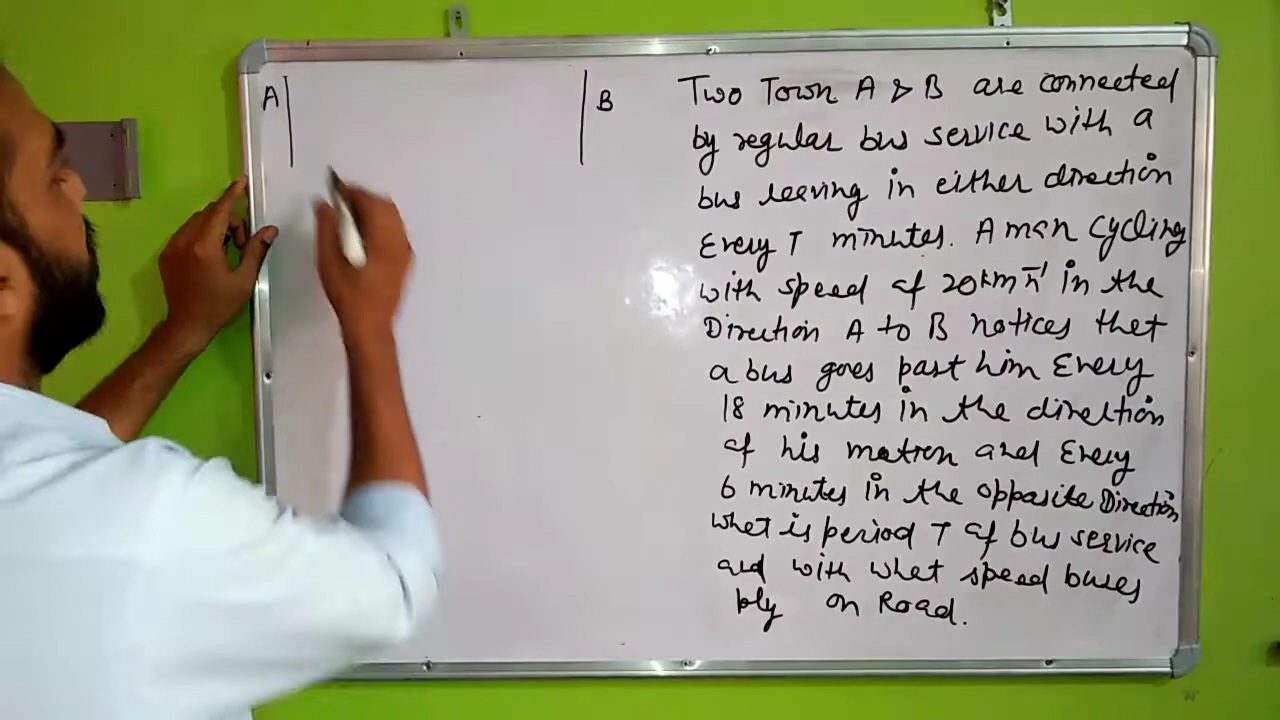 A
B
Two Town A & B are connected
by regular bus service with a
bus leaving in either direction
Every T minutes. A man Cycling
with speed of 20 km h⁻¹ in the
Direction A to B notices that
a bus goes past him Every
18 minutes in the direction
of his motion and Every
6 minutes in the opposite Direction
What is period T of bus service
and with what speed buses
ply on Road.